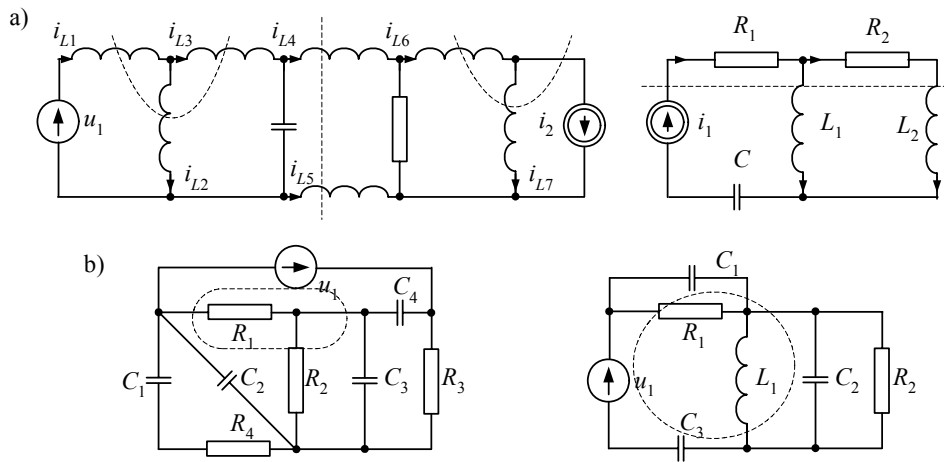 a)
i_{L1} i_{L3} i_{L4} i_{L6}
u_1
i_2
i_{L2} i_{L5} i_{L7}
R_1 R_2
i_1 L_1 L_2
C
b)
u_1
C_4
R_1
C_1 C_2 R_2 C_3 R_3
R_4
C_1
R_1
u_1 L_1 C_2 R_2
C_3